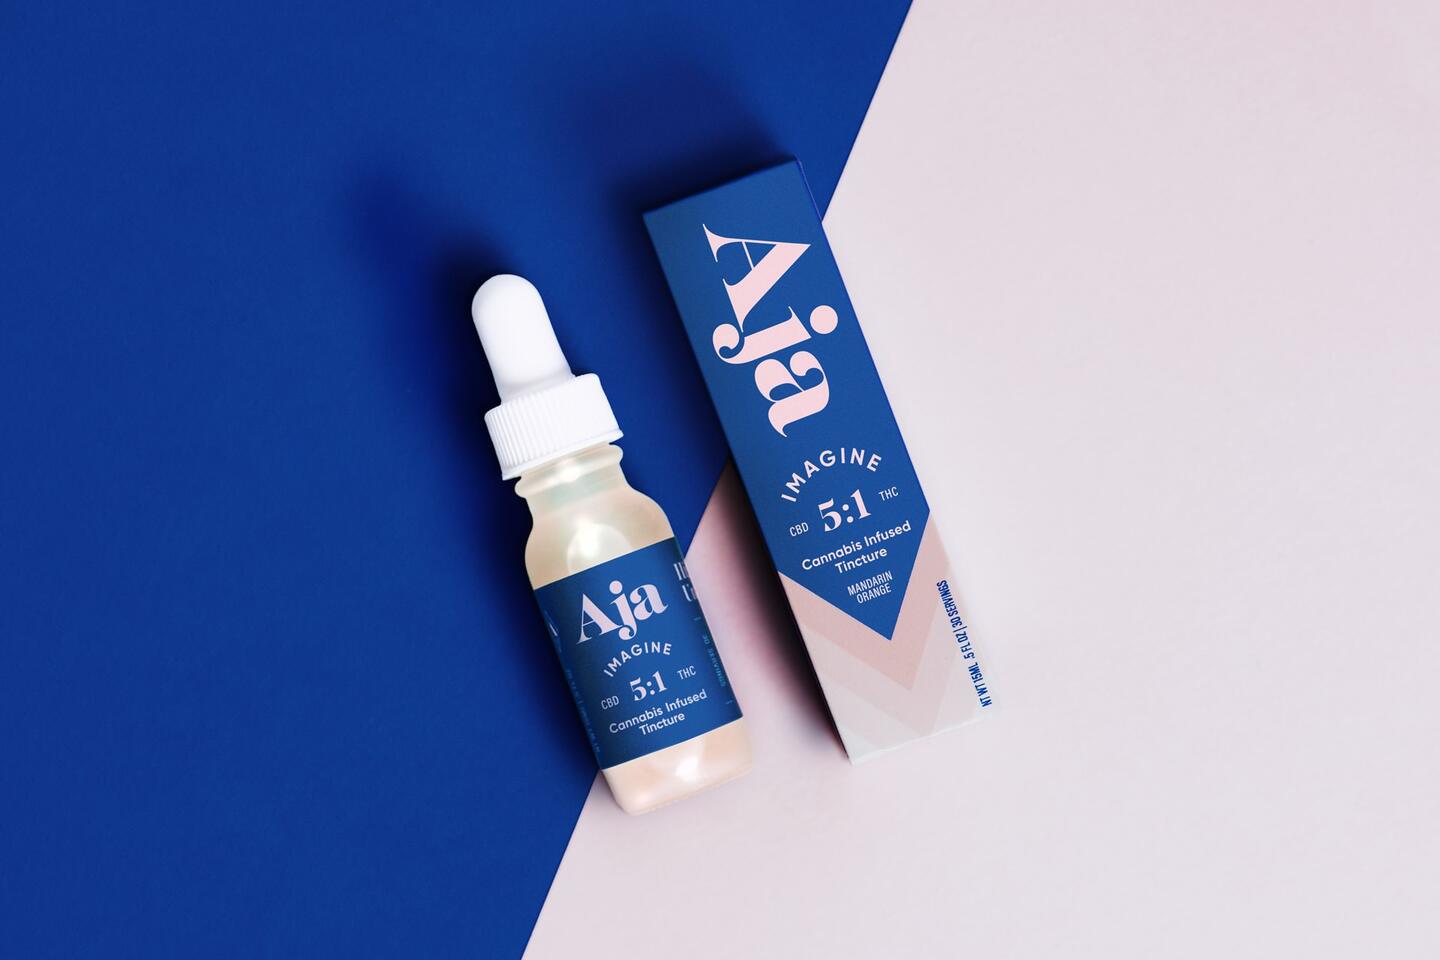 Aja
IMAGINE
CBD 5:1 THC
Cannabis Infused
Tincture
Aja
IMAGINE
CBD 5:1 THC
Cannabis Infused
Tincture
MANDARIN
ORANGE
NT WT 15ML .5 FL OZ | 30 SERVINGS